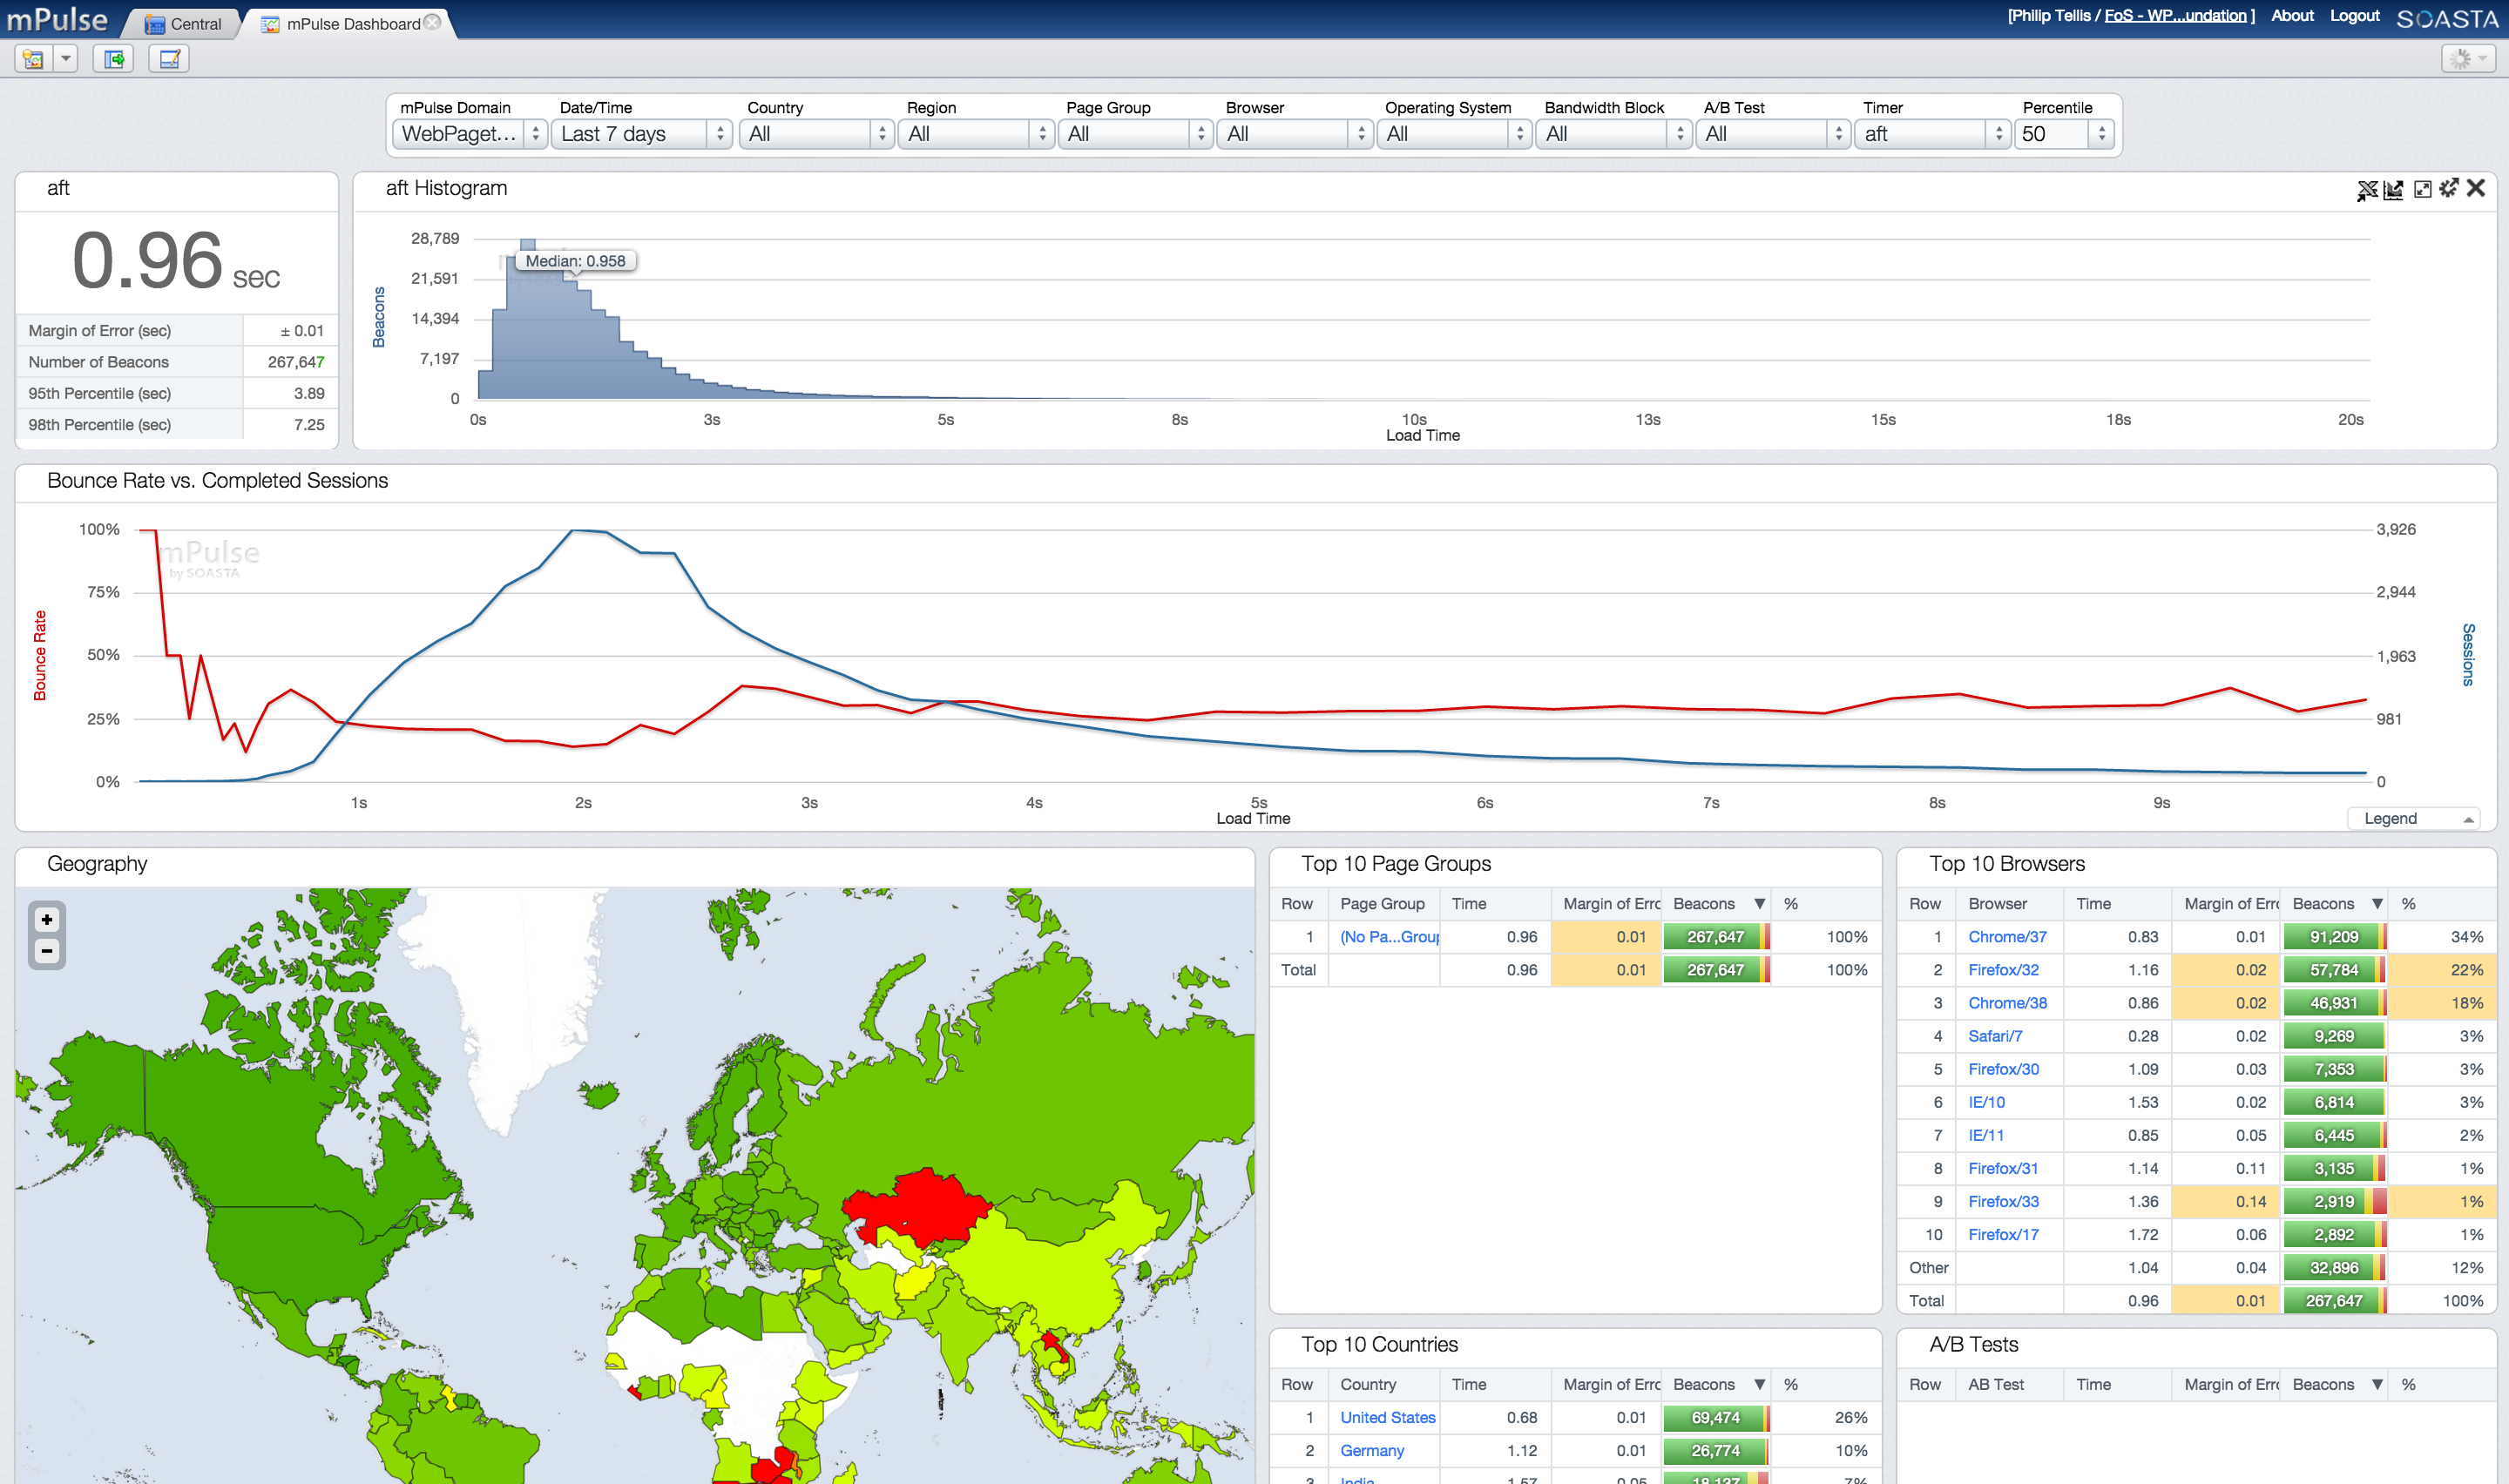 mPulse
Central
mPulse Dashboard
[Philip Tellis / FoS - WP...undation ] About Logout SOASTA
mPulse Domain Date/Time Country Region Page Group Browser Operating System Bandwidth Block A/B Test Timer Percentile
WebPaget... Last 7 days All All All All All All All aft 50
aft
0.96 sec
Margin of Error (sec) ± 0.01
Number of Beacons 267,647
95th Percentile (sec) 3.89
98th Percentile (sec) 7.25
aft Histogram
28,789
Median: 0.958
21,591
14,394
7,197
0
Beacons
0s 3s 5s 8s 10s 13s 15s 18s 20s
Load Time
Bounce Rate vs. Completed Sessions
mPulse
by SOASTA
100% 3,926
75% 2,944
50% 1,963
25% 981
0% 0
Bounce Rate
Sessions
1s 2s 3s 4s 5s 6s 7s 8s 9s
Load Time
Legend
Geography
+
-
Top 10 Page Groups
Row Page Group Time Margin of Erro Beacons ▼ %
1 (No Pa...Group 0.96 0.01 267,647 100%
Total 0.96 0.01 267,647 100%
Top 10 Browsers
Row Browser Time Margin of Erro Beacons ▼ %
1 Chrome/37 0.83 0.01 91,209 34%
2 Firefox/32 1.16 0.02 57,784 22%
3 Chrome/38 0.86 0.02 46,931 18%
4 Safari/7 0.28 0.02 9,269 3%
5 Firefox/30 1.09 0.03 7,353 3%
6 IE/10 1.53 0.02 6,814 3%
7 IE/11 0.85 0.05 6,445 2%
8 Firefox/31 1.14 0.11 3,135 1%
9 Firefox/33 1.36 0.14 2,919 1%
10 Firefox/17 1.72 0.06 2,892 1%
Other 1.04 0.04 32,896 12%
Total 0.96 0.01 267,647 100%
Top 10 Countries
Row Country Time Margin of Erro Beacons ▼ %
1 United States 0.68 0.01 69,474 26%
2 Germany 1.12 0.01 26,774 10%
3 India 1.57 0.05 18,137 7%
A/B Tests
Row AB Test Time Margin of Erro Beacons ▼ %